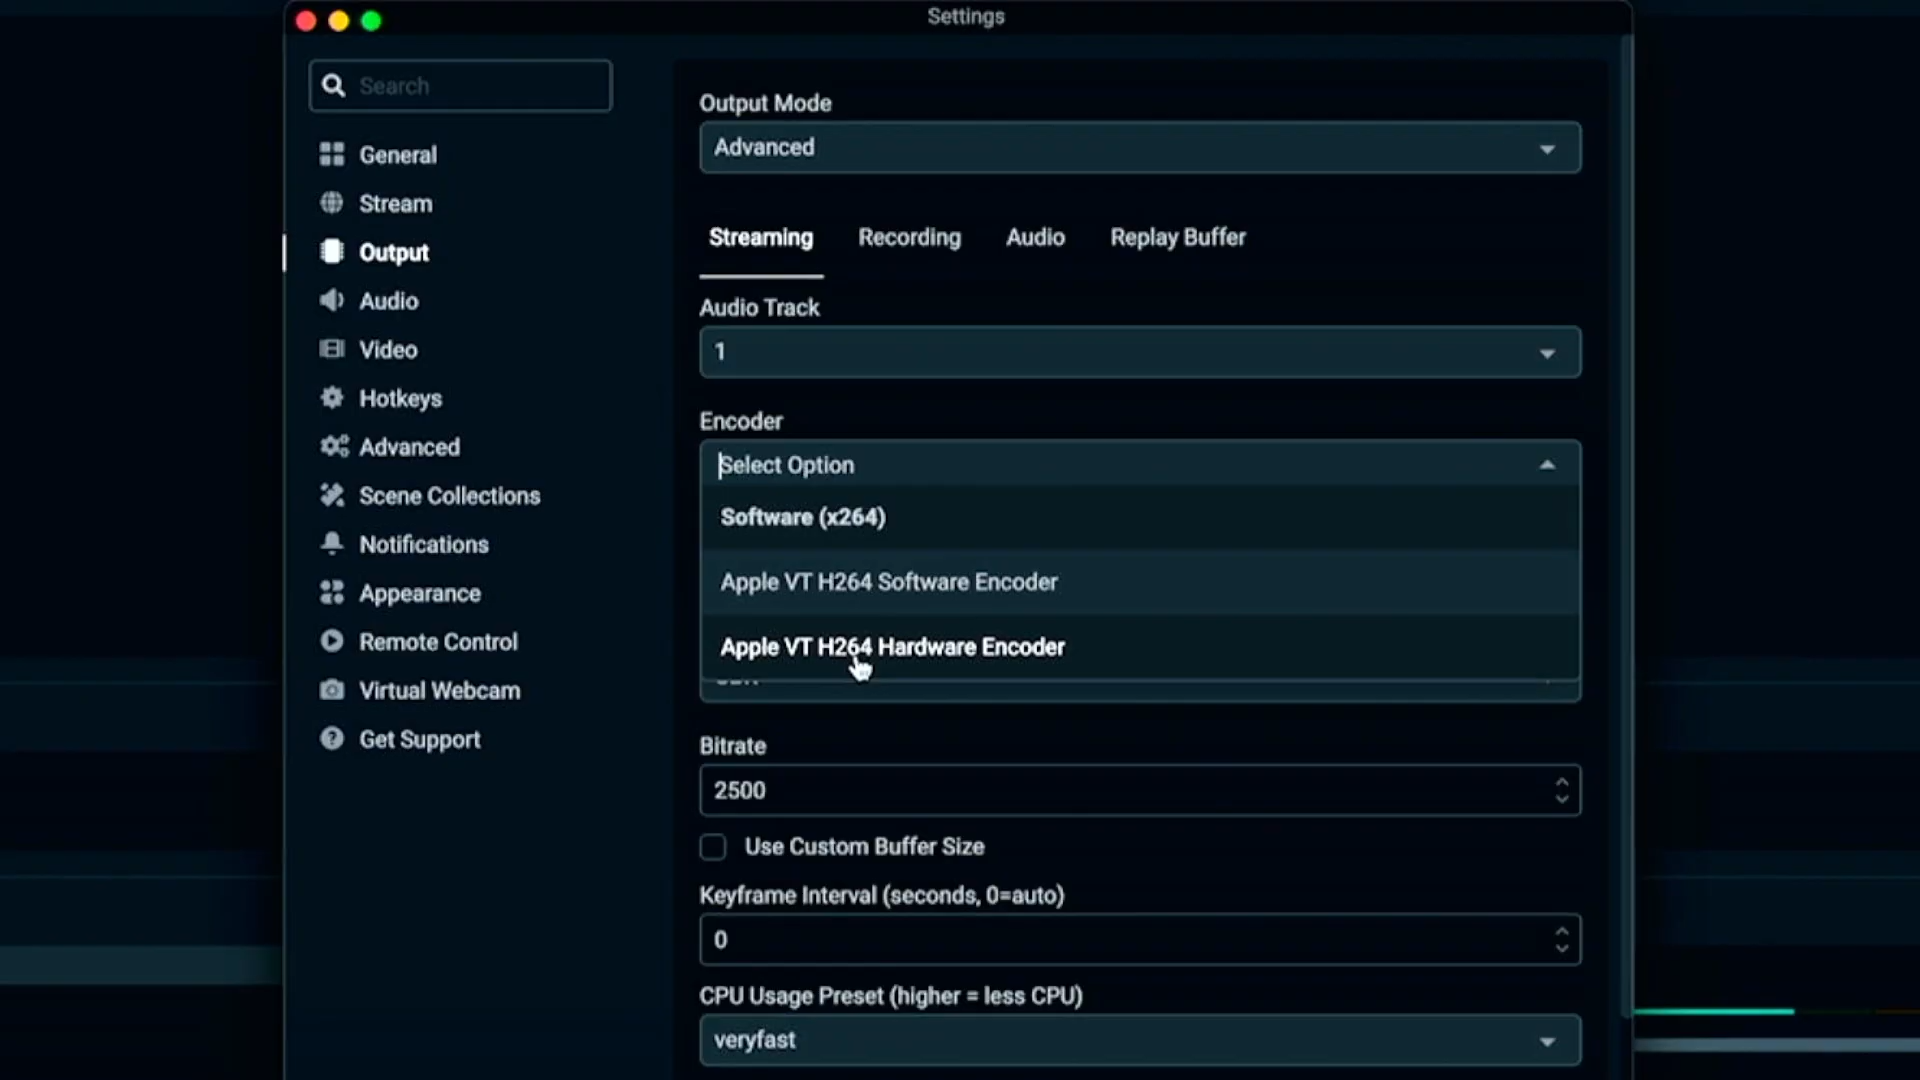 Settings
Search
General
Stream
Output
Audio
Video
Hotkeys
Advanced
Scene Collections
Notifications
Appearance
Remote Control
Virtual Webcam
Get Support
Output Mode
Advanced
Streaming Recording Audio Replay Buffer
Audio Track
1
Encoder
Select Option
Software (x264)
Apple VT H264 Software Encoder
Apple VT H264 Hardware Encoder
Bitrate
2500
Use Custom Buffer Size
Keyframe Interval (seconds, 0=auto)
0
CPU Usage Preset (higher = less CPU)
veryfast